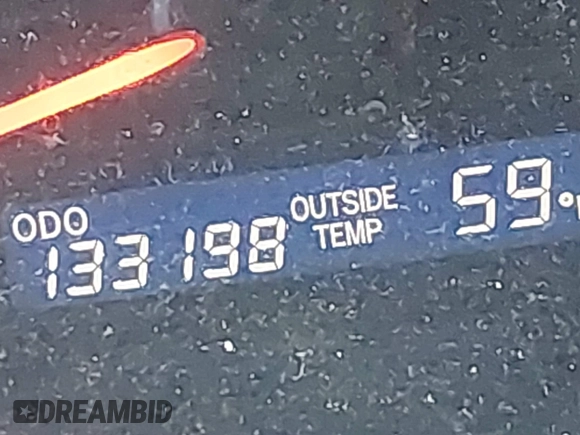 ODO
133198
OUTSIDE
TEMP
59°
DREAMBID